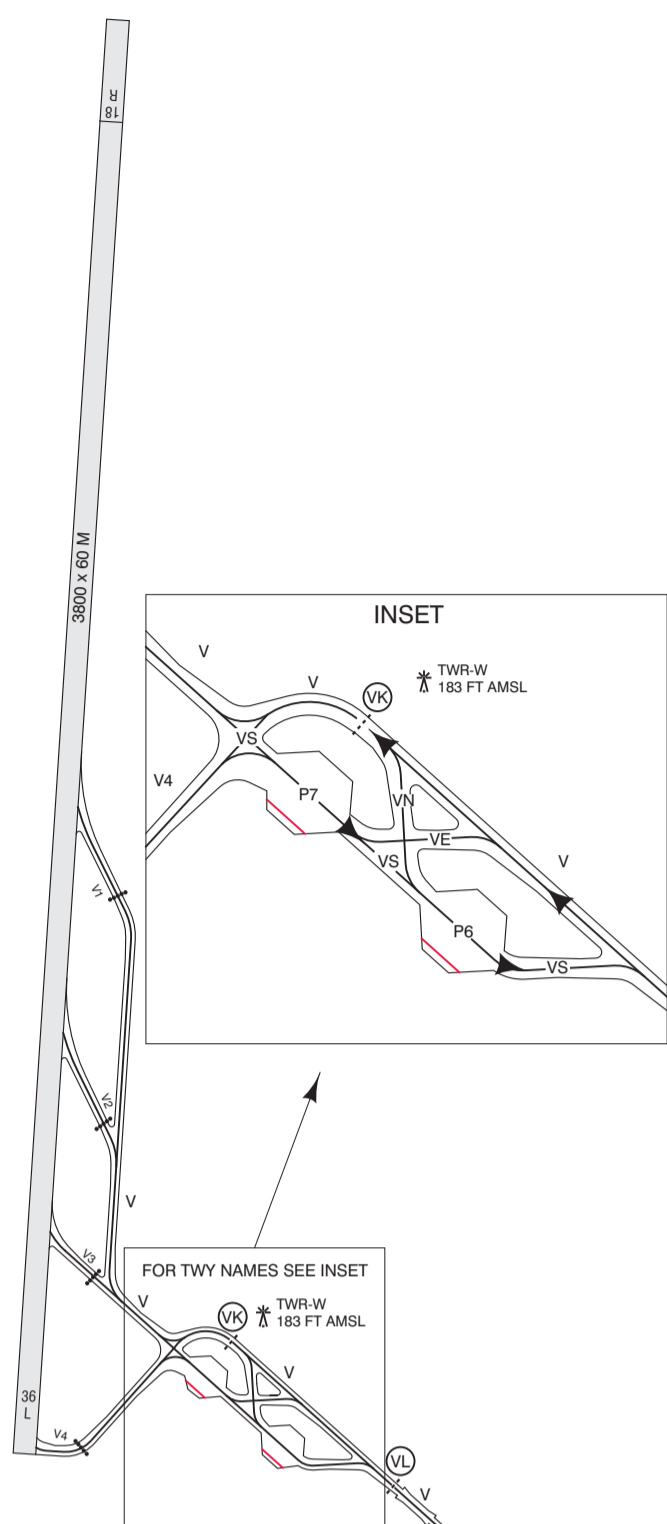 18
R
3800 x 60 M
INSET
V
V
VK
TWR-W
183 FT AMSL
VS
V4
P7
VN
VE
VS
V
P6
VS
V1
V2
V
V3
FOR TWY NAMES SEE INSET
V
VK
TWR-W
183 FT AMSL
V
36
L
V4
VL
V